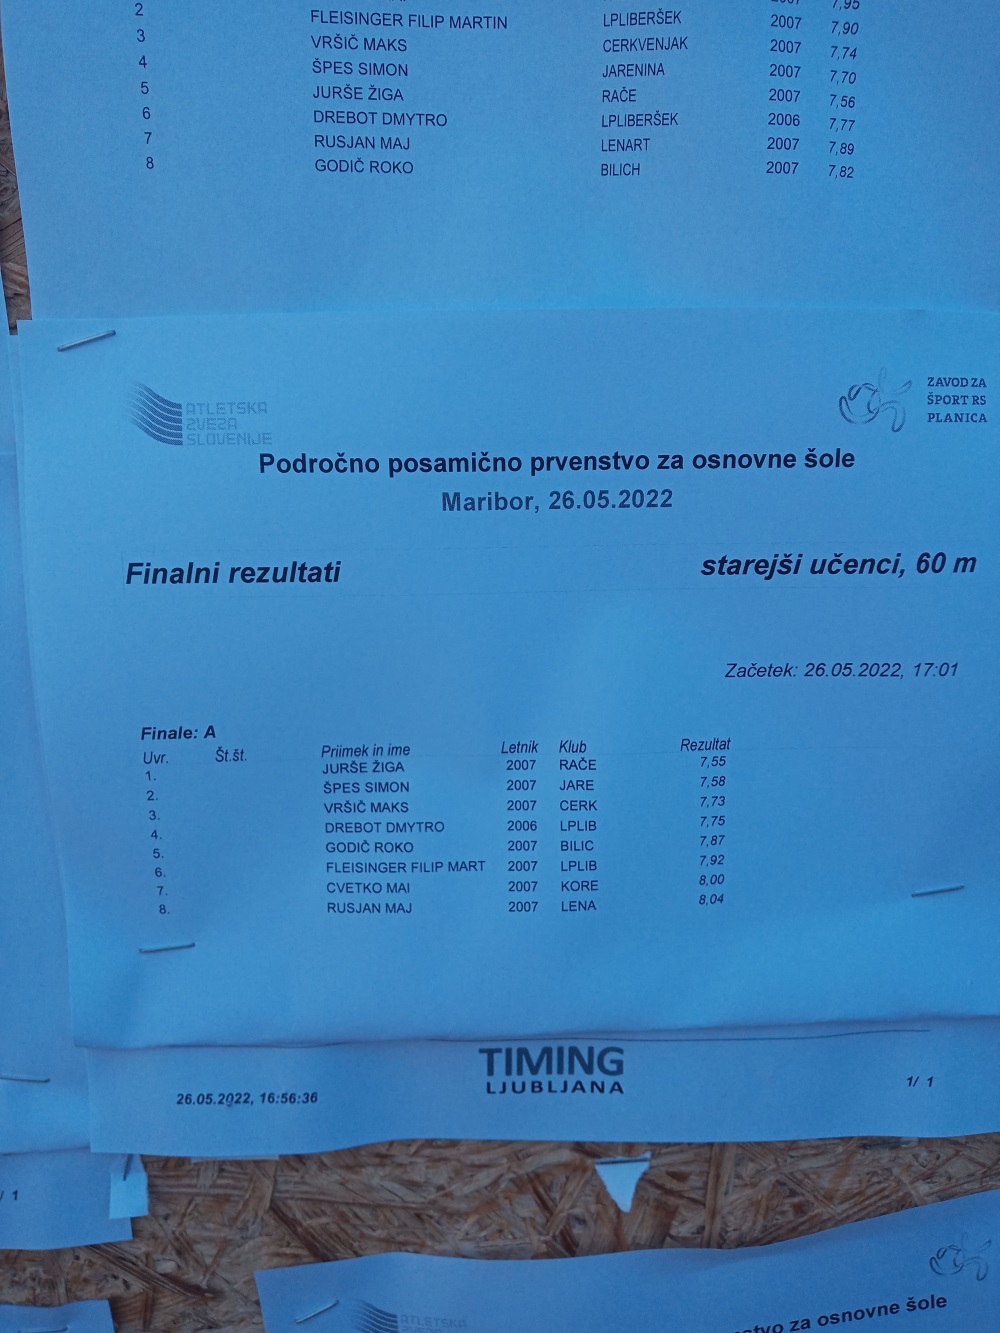 7,95
2 FLEISINGER FILIP MARTIN LPLIBERŠEK 2007 7,90
3 VRŠIČ MAKS CERKVENJAK 2007 7,74
4 ŠPES SIMON JARENINA 2007 7,70
5 JURŠE ŽIGA RAČE 2007 7,56
6 DREBOT DMYTRO LPLIBERŠEK 2006 7,77
7 RUSJAN MAJ LENART 2007 7,89
8 GODIČ ROKO BILICH 2007 7,82
ATLETSKA
ZVEZA
SLOVENIJE
ZAVOD ZA
ŠPORT RS
PLANICA
Področno posamično prvenstvo za osnovne šole
Maribor, 26.05.2022
Finalni rezultati starejši učenci, 60 m
Začetek: 26.05.2022, 17:01
Finale: A
Uvr. Št.št. Priimek in ime Letnik Klub Rezultat
1. JURŠE ŽIGA 2007 RAČE 7,55
2. ŠPES SIMON 2007 JARE 7,58
3. VRŠIČ MAKS 2007 CERK 7,73
4. DREBOT DMYTRO 2006 LPLIB 7,75
5. GODIČ ROKO 2007 BILIC 7,87
6. FLEISINGER FILIP MART 2007 LPLIB 7,92
7. CVETKO MAI 2007 KORE 8,00
8. RUSJAN MAJ 2007 LENA 8,04
TIMING
LJUBLJANA
26.05.2022, 16:56:36
1/ 1
/ 1
ATLETSKA
ZVEZA
za osnovne šole